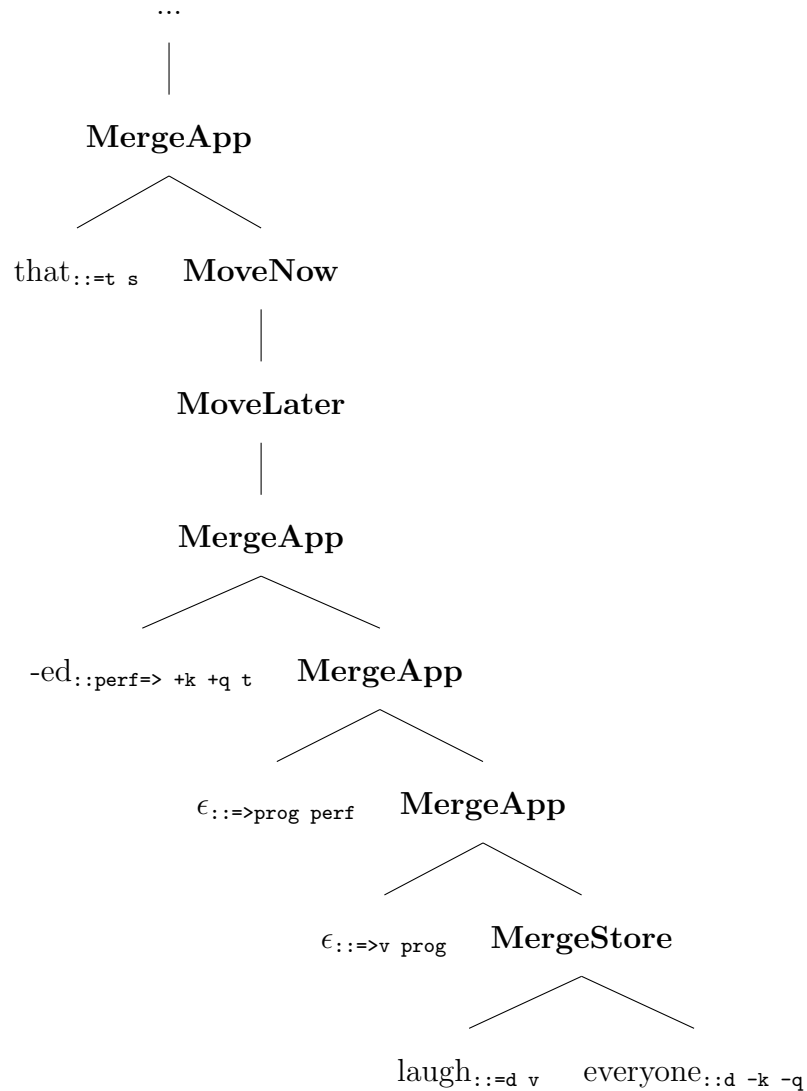 ...
MergeApp
that::=t s MoveNow
MoveLater
MergeApp
-ed::perf=> +k +q t MergeApp
ϵ::=>prog perf MergeApp
ϵ::=>v prog MergeStore
laugh::=d v everyone::d -k -q